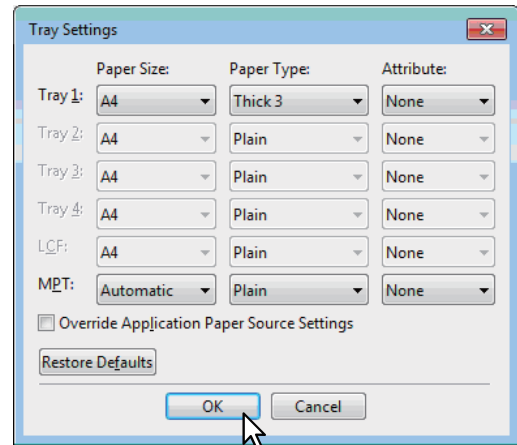 Tray Settings
Paper Size: Paper Type: Attribute:
Tray 1: A4 Thick 3 None
Tray 2: A4 Plain None
Tray 3: A4 Plain None
Tray 4: A4 Plain None
LCF: A4 Plain None
MPT: Automatic Plain None
Override Application Paper Source Settings
Restore Defaults
OK Cancel